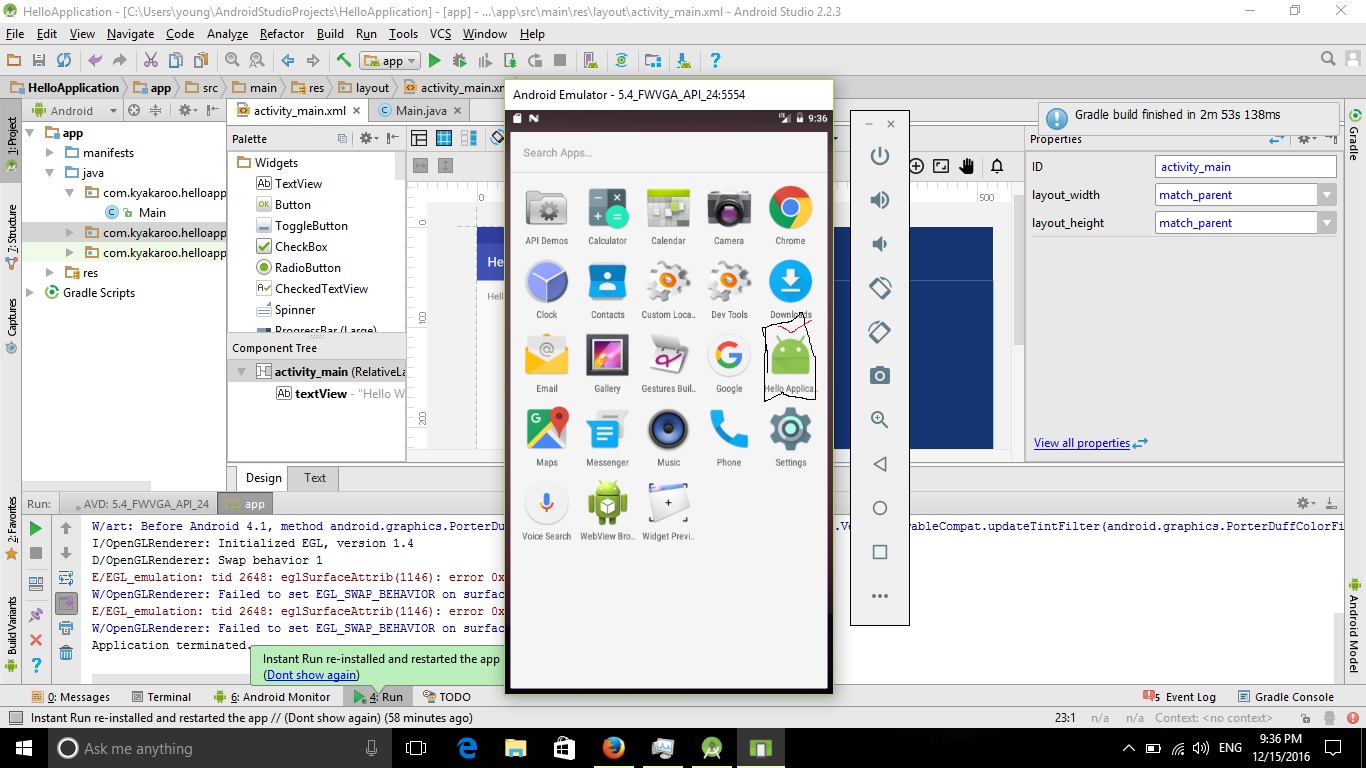 HelloApplication - [C:\Users\young\AndroidStudioProjects\HelloApplication] - [app] - ...\app\src\main\res\layout\activity_main.xml - Android Studio 2.2.3
File Edit View Navigate Code Analyze Refactor Build Run Tools VCS Window Help
app
HelloApplication app src main res layout activity_main.xm
Android
activity_main.xml Main.java
1: Project
7: Structure
Captures
2: Favorites
Build Variants
app
manifests
java
com.kyakaroo.helloapp
Main
com.kyakaroo.helloapp
com.kyakaroo.helloapp
res
Gradle Scripts
Palette
Widgets
TextView
Button
ToggleButton
CheckBox
RadioButton
CheckedTextView
Spinner
ProgressBar (Large)
Component Tree
activity_main (RelativeLa
textView - "Hello W
0 500
0
100
200
He
Hell
Design Text
Android Emulator - 5.4_FWVGA_API_24:5554
9:36
Search Apps...
API Demos Calculator Calendar Camera Chrome
Clock Contacts Custom Loca.. Dev Tools Downloads
Email Gallery Gestures Buil.. Google Hello Applica..
Maps Messenger Music Phone Settings
Voice Search WebView Bro.. Widget Previ..
Gradle build finished in 2m 53s 138ms
Properties
ID activity_main
layout_width match_parent
layout_height match_parent
View all properties
Gradle
Android Model
Run: AVD: 5.4_FWVGA_API_24 app
W/art: Before Android 4.1, method android.graphics.PorterDu
ableCompat.updateTintFilter(android.graphics.PorterDuffColorFi
I/OpenGLRenderer: Initialized EGL, version 1.4
D/OpenGLRenderer: Swap behavior 1
E/EGL_emulation: tid 2648: eglSurfaceAttrib(1146): error 0x
W/OpenGLRenderer: Failed to set EGL_SWAP_BEHAVIOR on surfac
E/EGL_emulation: tid 2648: eglSurfaceAttrib(1146): error 0x
W/OpenGLRenderer: Failed to set EGL_SWAP_BEHAVIOR on surfac
Application terminated.
Instant Run re-installed and restarted the app
(Dont show again)
0: Messages Terminal 6: Android Monitor 4: Run TODO 5 Event Log Gradle Console
Instant Run re-installed and restarted the app // (Dont show again) (58 minutes ago) 23:1 n/a n/a Context: <no context>
Ask me anything
ENG
9:36 PM
12/15/2016